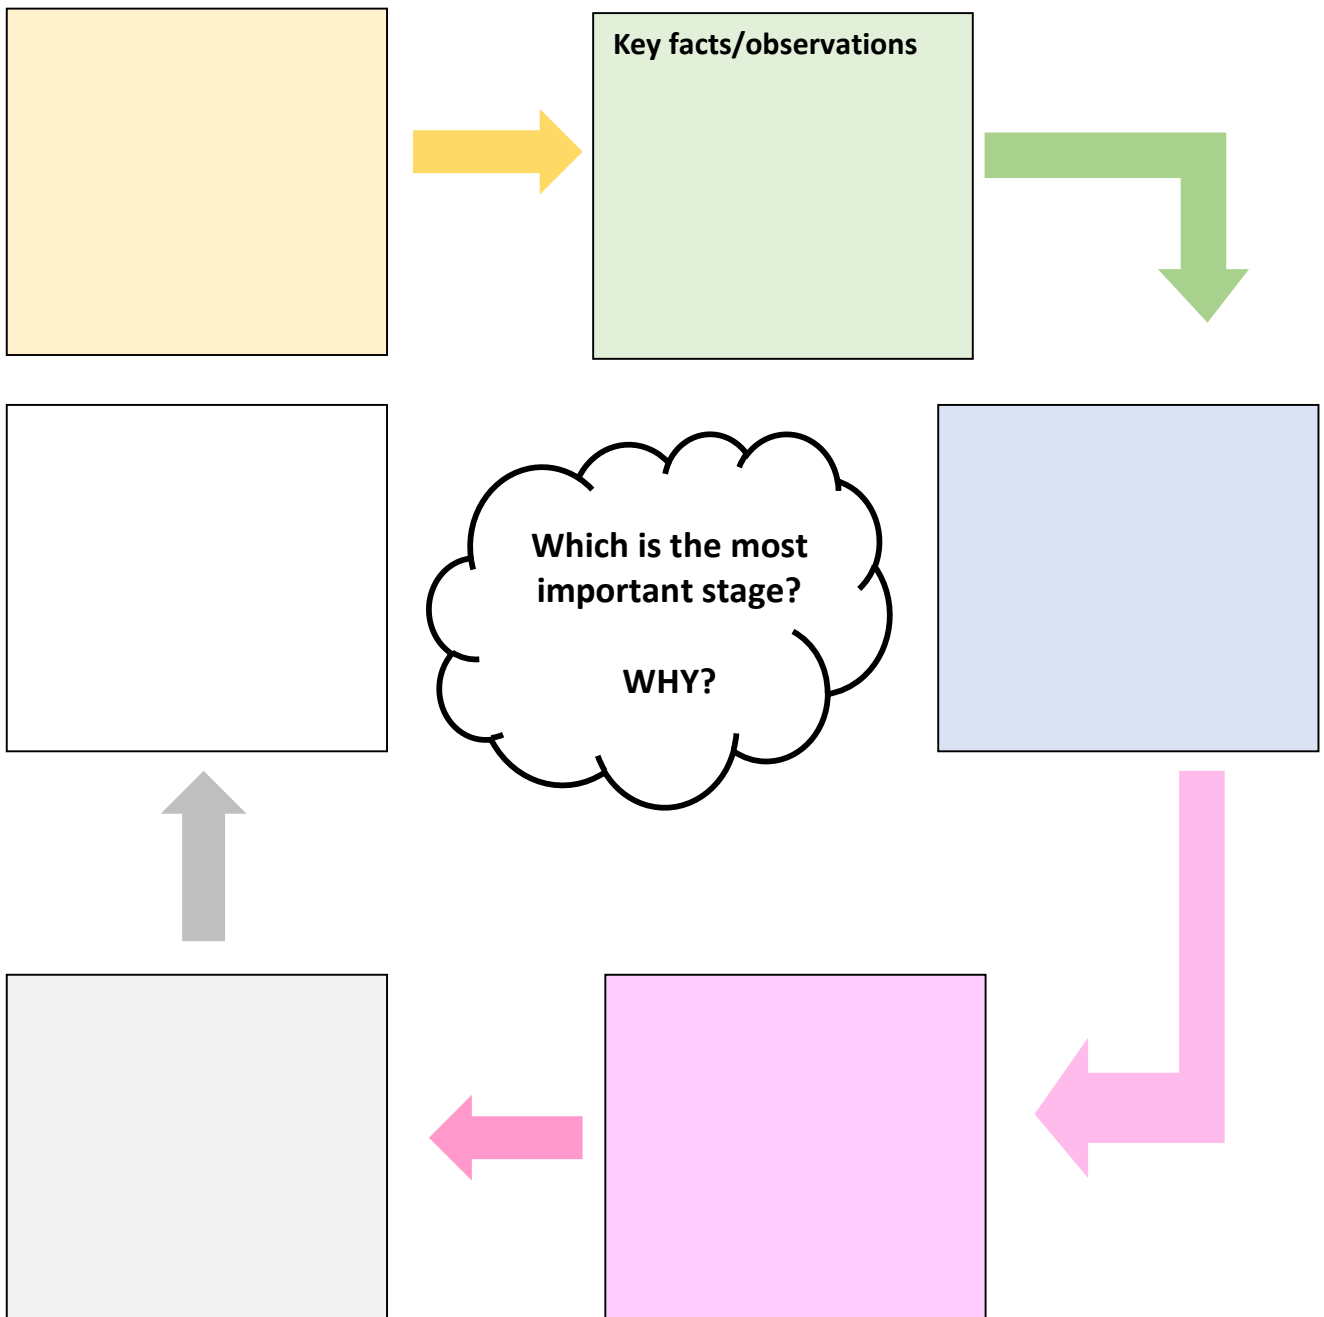 Key facts/observations
Which is the most
important stage?
WHY?